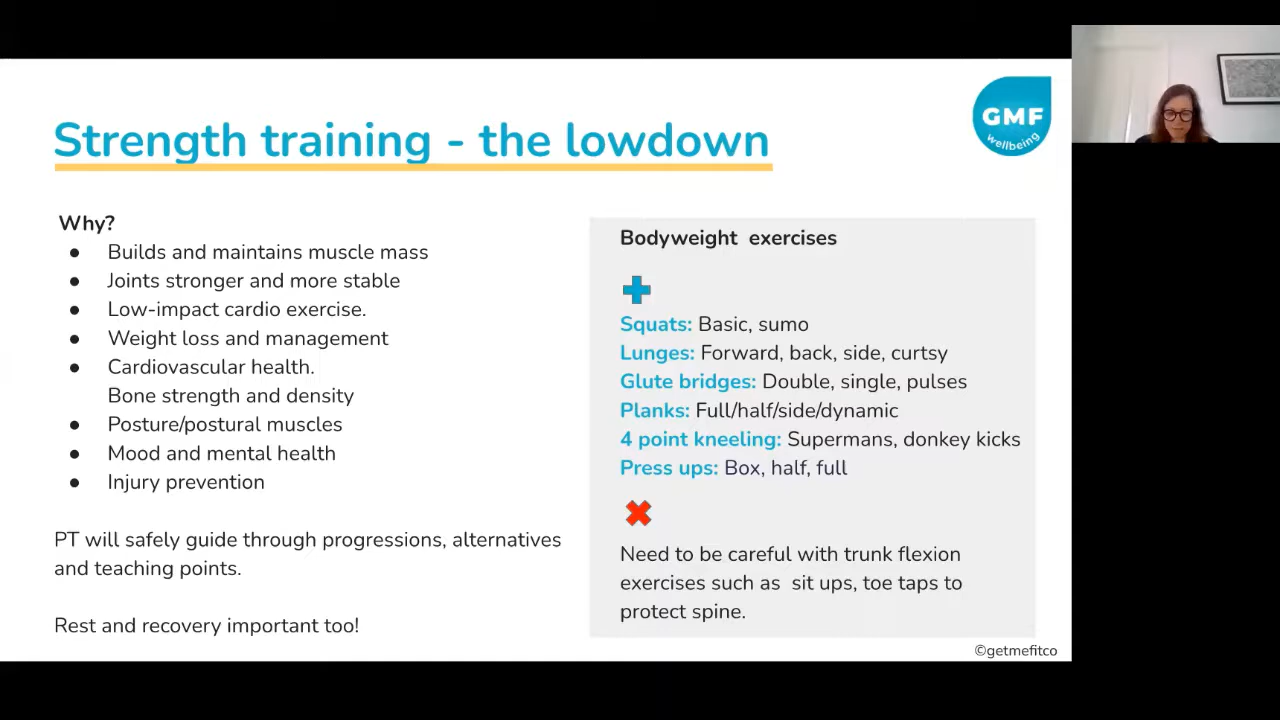 Strength training - the lowdown
GMF
wellbeing
Why?
● Builds and maintains muscle mass
● Joints stronger and more stable
● Low-impact cardio exercise.
● Weight loss and management
● Cardiovascular health.
Bone strength and density
● Posture/postural muscles
● Mood and mental health
● Injury prevention
PT will safely guide through progressions, alternatives
and teaching points.
Rest and recovery important too!
Bodyweight exercises
Squats: Basic, sumo
Lunges: Forward, back, side, curtsy
Glute bridges: Double, single, pulses
Planks: Full/half/side/dynamic
4 point kneeling: Supermans, donkey kicks
Press ups: Box, half, full
Need to be careful with trunk flexion
exercises such as sit ups, toe taps to
protect spine.
©getmefitco